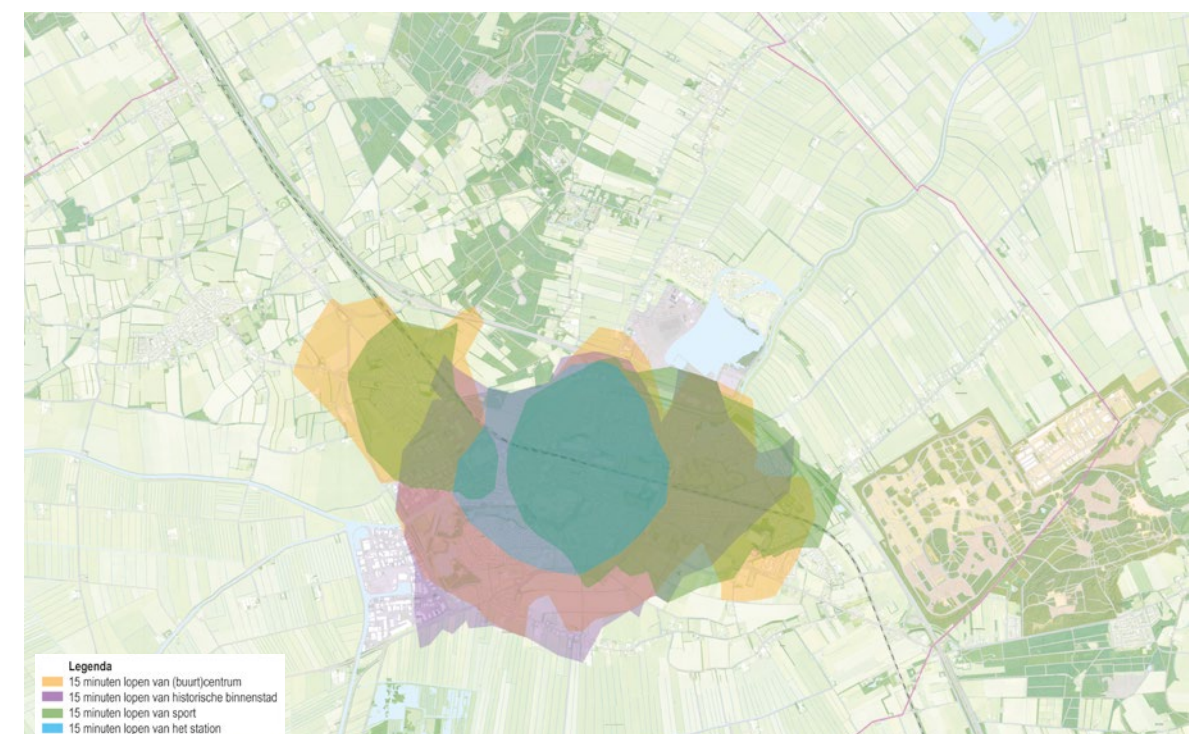 Legenda
15 minuten lopen van (buurt)centrum
15 minuten lopen van historische binnenstad
15 minuten lopen van sport
15 minuten lopen van het station